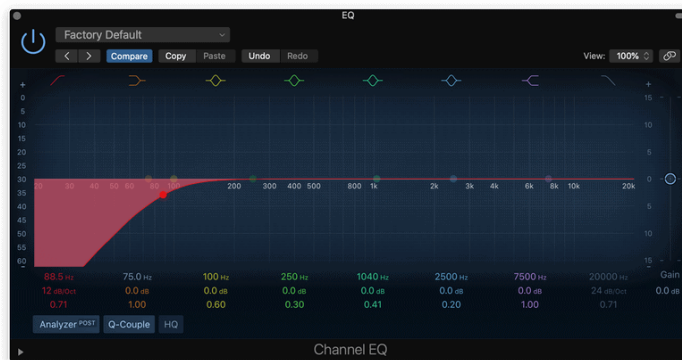 EQ
Factory Default
Compare Copy Paste Undo Redo View: 100%
+ + 
0 15
5
10 10
15
20 5
25
30 20 30 40 50 60 80 100 200 300 400 500 800 1k 2k 3k 4k 6k 8k 10k 20k 0
35
40
45 5
50
55 10
60 15
- -
88.5 Hz 75.0 Hz 100 Hz 250 Hz 1040 Hz 2500 Hz 7500 Hz 20000 Hz Gain
12 dB/Oct 0.0 dB 0.0 dB 0.0 dB 0.0 dB 0.0 dB 0.0 dB 24 dB/Oct 0.0 dB
0.71 1.00 0.60 0.30 0.41 0.20 1.00 0.71
Analyzer POST Q-Couple HQ
Channel EQ